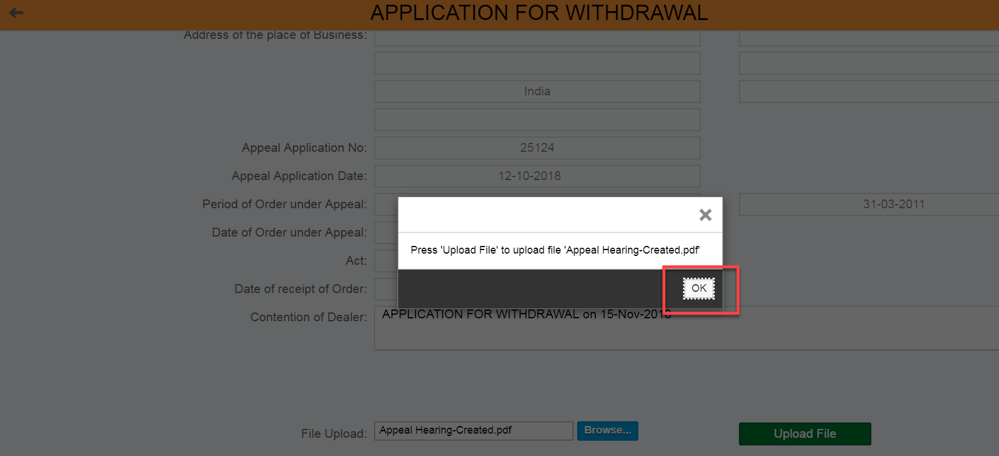 APPLICATION FOR WITHDRAWAL
Address of the place of Business:
India
Appeal Application No: 25124
Appeal Application Date: 12-10-2018
Period of Order under Appeal: 31-03-2011
Date of Order under Appeal:
Press 'Upload File' to upload file 'Appeal Hearing-Created.pdf'
Act:
Date of receipt of Order:
OK
Contention of Dealer: APPLICATION FOR WITHDRAWAL on 15-Nov-2018
File Upload: Appeal Hearing-Created.pdf Browse... Upload File